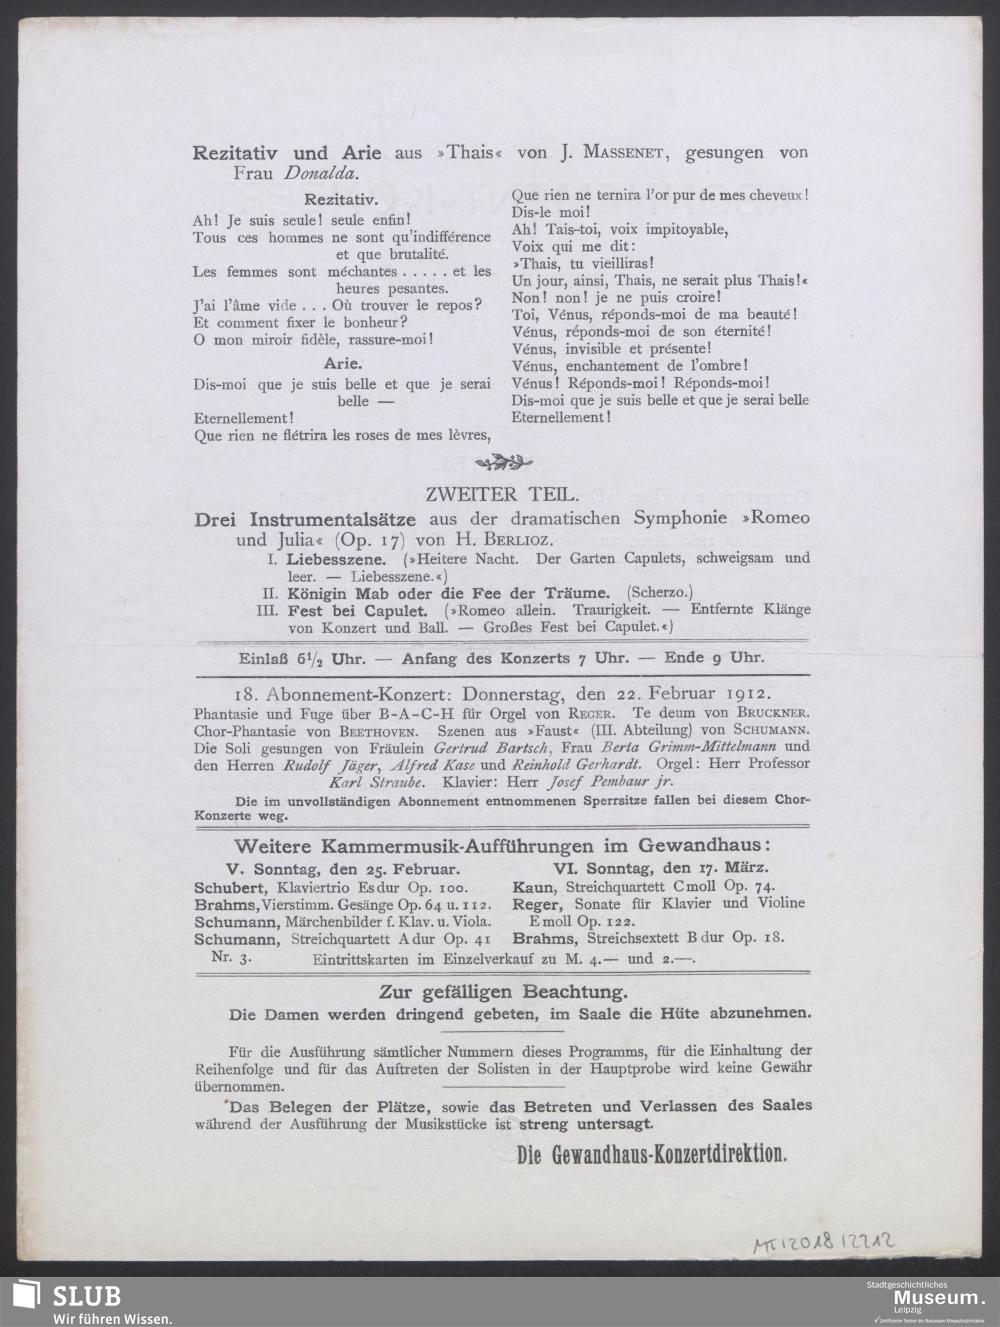 Rezitativ und Arie aus »Thais« von J. Massenet, gesungen von
Frau Donalda.
Rezitativ.
Ah! Je suis seule! seule enfin!
Tous ces hommes ne sont qu'indifférence
et que brutalité.
Les femmes sont méchantes ..... et les
heures pesantes.
J'ai l'âme vide ... Où trouver le repos?
Et comment fixer le bonheur?
O mon miroir fidèle, rassure-moi!
Arie.
Dis-moi que je suis belle et que je serai
belle —
Eternellement!
Que rien ne flétrira les roses de mes lèvres,
Que rien ne ternira l'or pur de mes cheveux!
Dis-le moi!
Ah! Tais-toi, voix impitoyable,
Voix qui me dit:
»Thais, tu vieilliras!
Un jour, ainsi, Thais, ne serait plus Thais!«
Non! non! je ne puis croire!
Toi, Vénus, réponds-moi de ma beauté!
Vénus, réponds-moi de son éternité!
Vénus, invisible et présente!
Vénus, enchantement de l'ombre!
Vénus! Réponds-moi! Réponds-moi!
Dis-moi que je suis belle et que je serai belle
Eternellement!
ZWEITER TEIL.
Drei Instrumentalsätze aus der dramatischen Symphonie »Romeo
und Julia« (Op. 17) von H. Berlioz.
I. Liebesszene. (»Heitere Nacht. Der Garten Capulets, schweigsam und
leer. — Liebesszene.«)
II. Königin Mab oder die Fee der Träume. (Scherzo.)
III. Fest bei Capulet. (»Romeo allein. Traurigkeit. — Entfernte Klänge
von Konzert und Ball. — Großes Fest bei Capulet.«)
Einlaß 6½ Uhr. — Anfang des Konzerts 7 Uhr. — Ende 9 Uhr.
18. Abonnement-Konzert: Donnerstag, den 22. Februar 1912.
Phantasie und Fuge über B-A-C-H für Orgel von Reger. Te deum von Bruckner.
Chor-Phantasie von Beethoven. Szenen aus »Faust« (III. Abteilung) von Schumann.
Die Soli gesungen von Fräulein Gertrud Bartsch, Frau Berta Grimm-Mittelmann und
den Herren Rudolf Jäger, Alfred Kase und Reinhold Gerhardt. Orgel: Herr Professor
Karl Straube. Klavier: Herr Josef Pembaur jr.
Die im unvollständigen Abonnement entnommenen Sperrsitze fallen bei diesem Chor-
Konzerte weg.
Weitere Kammermusik-Aufführungen im Gewandhaus:
V. Sonntag, den 25. Februar.
Schubert, Klaviertrio Es dur Op. 100.
Brahms, Vierstimm. Gesänge Op. 64 u. 112.
Schumann, Märchenbilder f. Klav. u. Viola.
Schumann, Streichquartett A dur Op. 41
Nr. 3.
VI. Sonntag, den 17. März.
Kaun, Streichquartett C moll Op. 74.
Reger, Sonate für Klavier und Violine
E moll Op. 122.
Brahms, Streichsextett B dur Op. 18.
Eintrittskarten im Einzelverkauf zu M. 4.— und 2.—.
Zur gefälligen Beachtung.
Die Damen werden dringend gebeten, im Saale die Hüte abzunehmen.
Für die Ausführung sämtlicher Nummern dieses Programms, für die Einhaltung der
Reihenfolge und für das Auftreten der Solisten in der Hauptprobe wird keine Gewähr
übernommen.
Das Belegen der Plätze, sowie das Betreten und Verlassen des Saales
während der Ausführung der Musikstücke ist streng untersagt.
Die Gewandhaus-Konzertdirektion.
MT12018 12212
SLUB
Wir führen Wissen.
Stadtgeschichtliches
Museum.
Leipzig
Zertifizierter Partner der Nationalen Klimaschutzinitiative